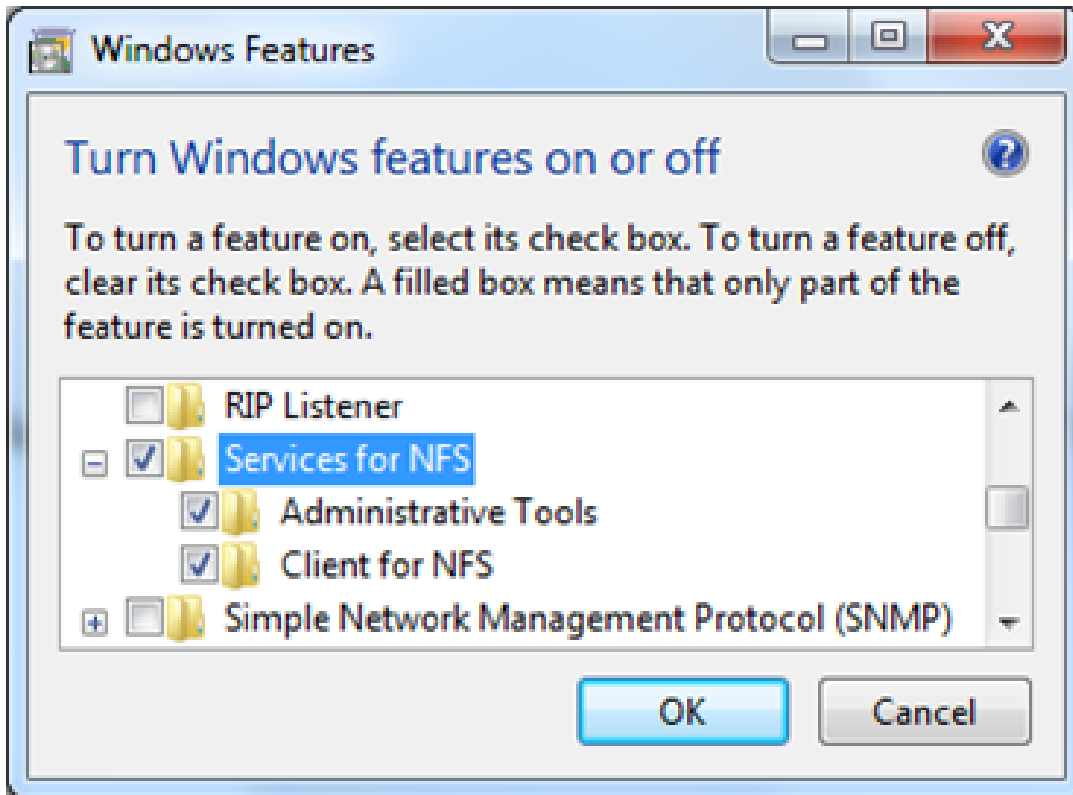 Windows Features
Turn Windows features on or off
To turn a feature on, select its check box. To turn a feature off,
clear its check box. A filled box means that only part of the
feature is turned on.
RIP Listener
Services for NFS
Administrative Tools
Client for NFS
Simple Network Management Protocol (SNMP)
OK Cancel